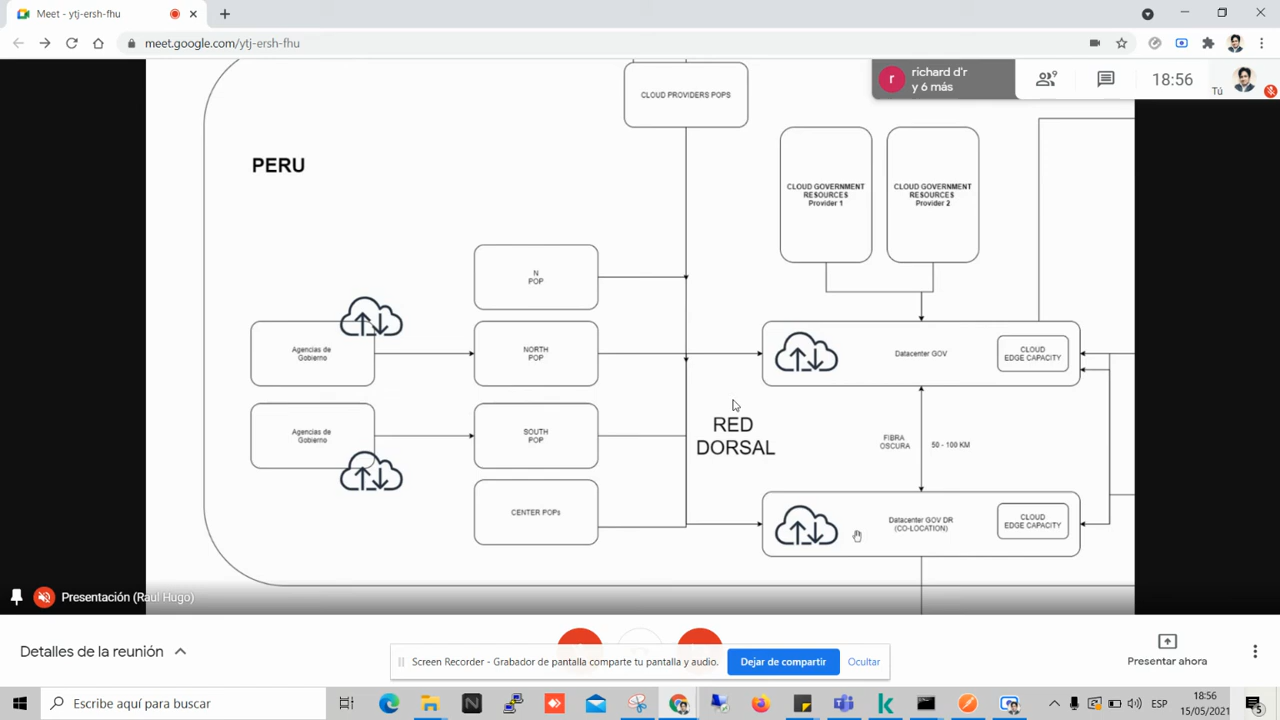 Meet - ytj-ersh-fhu
meet.google.com/ytj-ersh-fhu
richard d'r
y 6 más
9
18:56
Tú
CLOUD PROVIDERS POPS
PERU
CLOUD GOVERNMENT
RESOURCES
Provider 1
CLOUD GOVERNMENT
RESOURCES
Provider 2
N
POP
Agencias de
Gobierno
NORTH
POP
Datacenter GOV
CLOUD
EDGE CAPACITY
Agencias de
Gobierno
SOUTH
POP
RED
DORSAL
FIBRA
OSCURA
50 - 100 KM
CENTER POPs
Datacenter GOV DR
(CO-LOCATION)
CLOUD
EDGE CAPACITY
Presentación (Raul Hugo)
Detalles de la reunión
Screen Recorder - Grabador de pantalla comparte tu pantalla y audio.
Dejar de compartir
Ocultar
Presentar ahora
Escribe aquí para buscar
ESP
18:56
15/05/2021
5